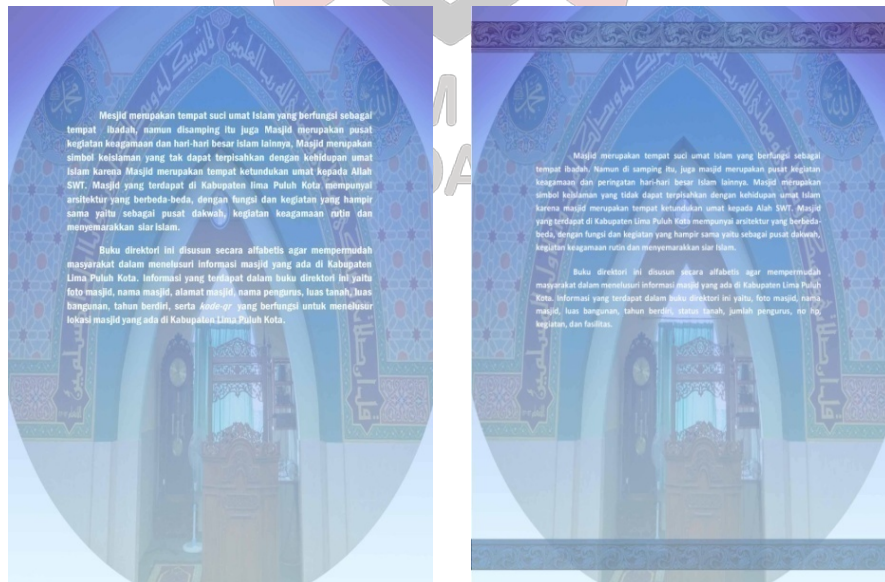 Mesjid merupakan tempat suci umat Islam yang berfungsi sebagai
tempat ibadah, namun disamping itu juga Masjid merupakan pusat
kegiatan keagamaan dan hari-hari besar Islam lainnya, Masjid merupakan
simbol keislaman yang tak dapat terpisahkan dengan kehidupan umat
Islam karena Masjid merupakan tempat ketundukan umat kepada Allah
SWT. Masjid yang terdapat di Kabupaten lima Puluh Kota mempunyai
arsitektur yang berbeda-beda, dengan fungsi dan kegiatan yang hampir
sama yaitu sebagai pusat dakwah, kegiatan keagamaan rutin dan
menyemarakkan siar Islam.
Buku direktori ini disusun secara alfabetis agar mempermudah
masyarakat dalam menelusuri informasi masjid yang ada di Kabupaten
Lima Puluh Kota. Informasi yang terdapat dalam buku direktori ini yaitu
foto masjid, nama masjid, alamat masjid, nama pengurus, luas tanah, luas
bangunan, tahun berdiri, serta kode-qr yang berfungsi untuk menelusur
lokasi masjid yang ada di Kabupaten Lima Puluh Kota.
Masjid merupakan tempat suci umat Islam yang berfungsi sebagai
tempat ibadah. Namun di samping itu, juga masjid merupakan pusat kegiatan
keagamaan dan peringatan hari-hari besar Islam lainnya. Masjid merupakan
simbol keislaman yang tidak dapat terpisahkan dengan kehidupan umat Islam
karena masjid merupakan tempat ketundukan umat kepada Alah SWT. Masjid
yang terdapat di Kabupaten Lima Puluh Kota mempunyai arsitektur yang berbeda-
beda, dengan fungsi dan kegiatan yang hampir sama yaitu sebagai pusat dakwah,
kegiatan keagamaan rutin dan menyemarakkan siar Islam.
Buku direktori ini disusun secara alfabetis agar mempermudah
masyarakat dalam menelusuri informasi masjid yang ada di Kabupaten Lima Puluh
Kota. Informasi yang terdapat dalam buku direktori ini yaitu, foto masjid, nama
masjid, luas bangunan, tahun berdiri, status tanah, jumlah pengurus, no tlp,
kegiatan, dan fasilitas.